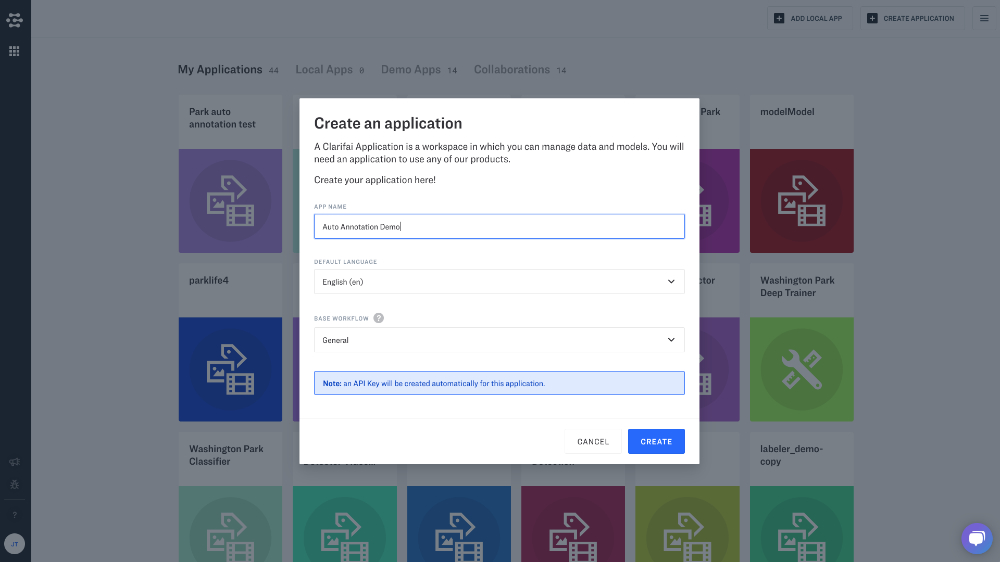 ADD LOCAL APP
CREATE APPLICATION
My Applications 44
Local Apps 0
Demo Apps 14
Collaborations 14
Park auto
annotation test
Park
modelModel
Create an application
A Clarifai Application is a workspace in which you can manage data and models. You will
need an application to use any of our products.
Create your application here!
APP NAME
Auto Annotation Demo
DEFAULT LANGUAGE
English (en)
BASE WORKFLOW ?
General
Note: an API Key will be created automatically for this application.
CANCEL
CREATE
parklife4
Washington Park
Deep Trainer
Washington Park
Classifier
labeler_demo-
copy
?
JT